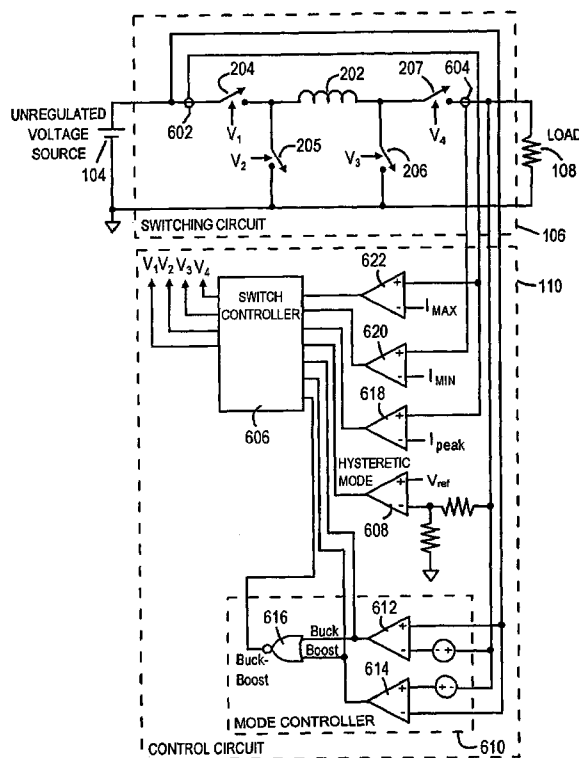 202
204
207
604
UNREGULATED
VOLTAGE
SOURCE
602
V1
205
V4
LOAD
104
V2
V3
206
108
SWITCHING CIRCUIT
106
V1 V2 V3 V4
622
110
SWITCH
CONTROLLER
+
-
IMAX
620
+
-
IMIN
618
606
+
-
Ipeak
HYSTERETIC
MODE
+
-
Vref
608
616
612
Buck
+
-
- +
Boost
614
+
-
+ -
Buck-
Boost
MODE CONTROLLER
CONTROL CIRCUIT
610